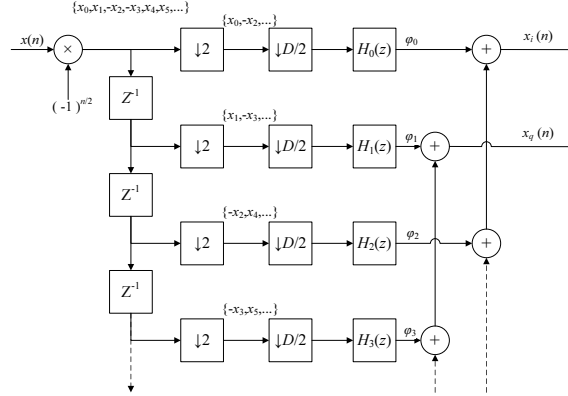 {x₀,x₁,-x₂,-x₃,x₄,x₅,...}
x(n) × {x₀,-x₂,...} ↓2 ↓D/2 H₀(z) φ₀ + xᵢ(n)
(-1)^{n/2}
Z⁻¹
{x₁,-x₃,...}
↓2 ↓D/2 H₁(z) φ₁ + x_q(n)
Z⁻¹
{-x₂,x₄,...}
↓2 ↓D/2 H₂(z) φ₂ +
Z⁻¹
{-x₃,x₅,...}
↓2 ↓D/2 H₃(z) φ₃ +